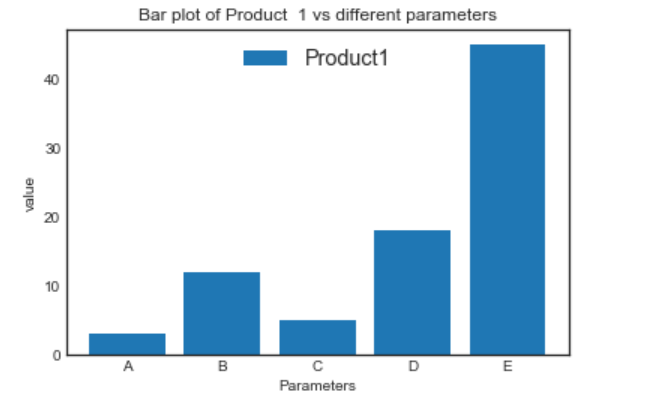 Bar plot of Product  1 vs different parameters
Product1
value
40
30
20
10
0
A B C D E
Parameters